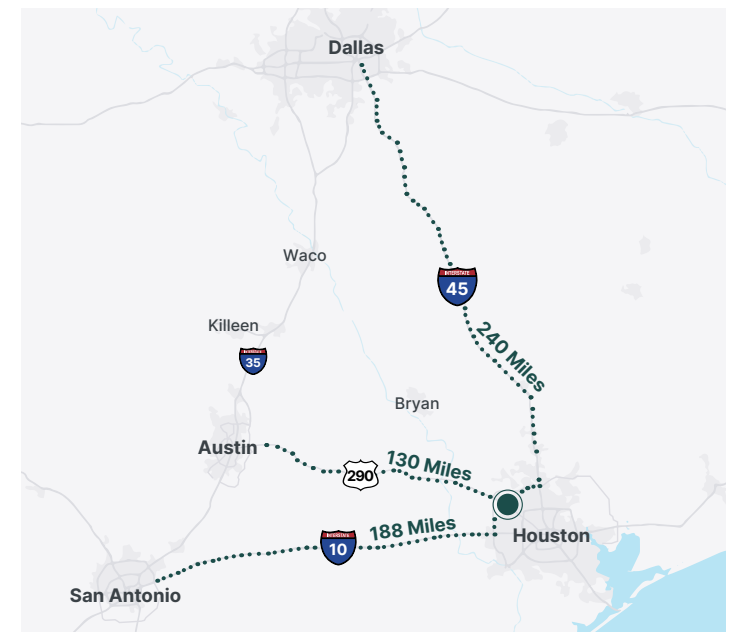 Dallas
Waco
INTERSTATE
45
Killeen
240 Miles
INTERSTATE
35
Bryan
Austin
130 Miles
290
188 Miles
Houston
INTERSTATE
10
San Antonio